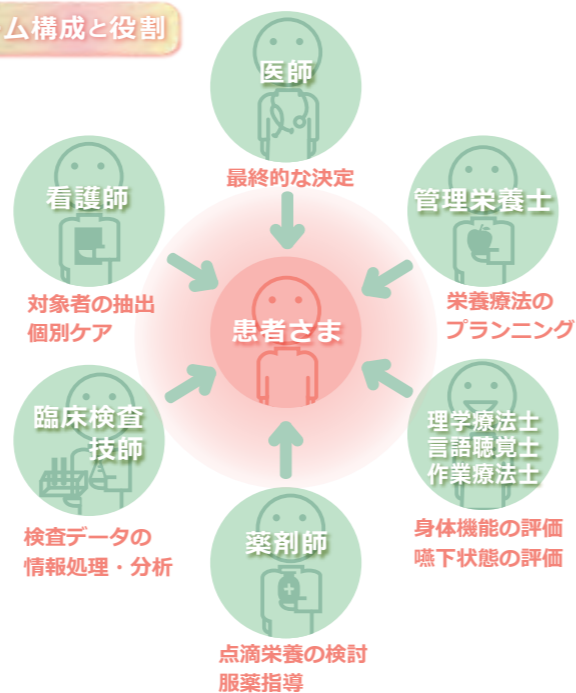 ム構成と役割
医師
最終的な決定
看護師
対象者の抽出
個別ケア
管理栄養士
栄養療法の
プランニング
患者さま
臨床検査
技師
検査データの
情報処理・分析
理学療法士
言語聴覚士
作業療法士
身体機能の評価
嚥下状態の評価
薬剤師
点滴栄養の検討
服薬指導